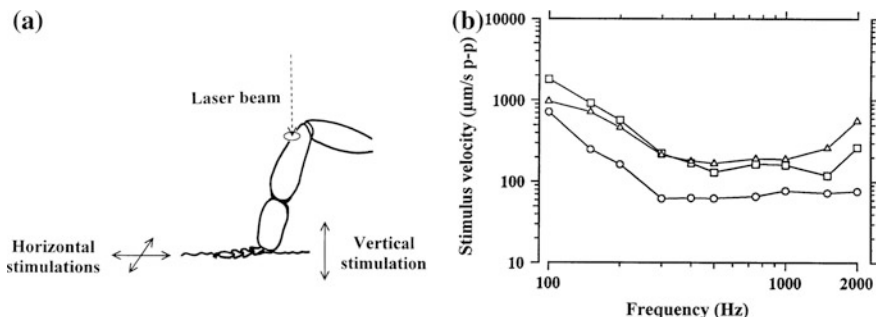 (a)
Laser beam
Horizontal
stimulations
Vertical
stimulation
(b)
Stimulus velocity (μm/s p-p)
10000
1000
100
10
100
1000
2000
Frequency (Hz)